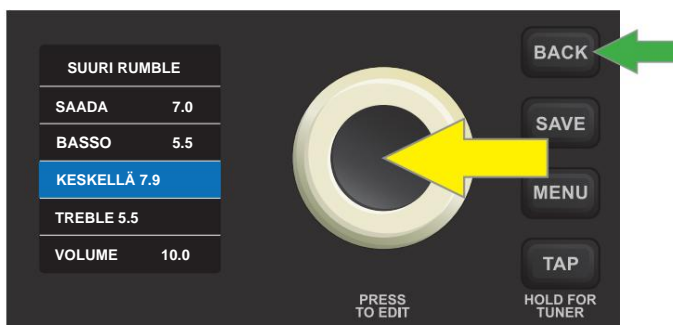 SUURI RUMBLE
SAADA 7.0
BASSO 5.5
KESKELLÄ 7.9
TREBLE 5.5
VOLUME 10.0
PRESS
TO EDIT
BACK
SAVE
MENU
TAP
HOLD FOR
TUNER